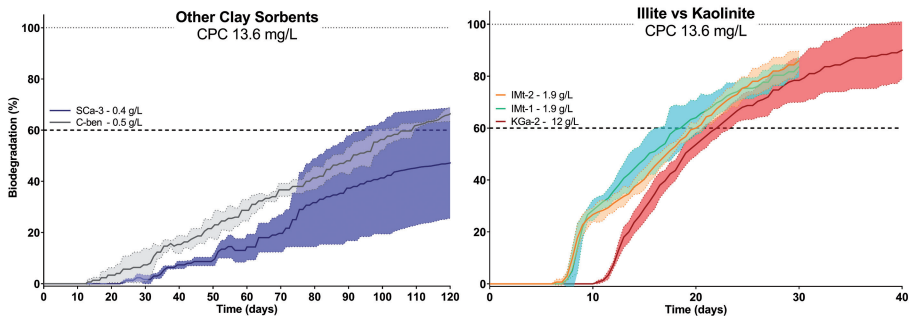 Other Clay Sorbents
CPC 13.6 mg/L
Biodegradation (%)
100
80
60
40
20
0
SCa-3 - 0.4 g/L
C-ben - 0.5 g/L
0 10 20 30 40 50 60 70 80 90 100 110 120
Time (days)
Illite vs Kaolinite
CPC 13.6 mg/L
100
80
60
40
20
0
IMt-2 - 1.9 g/L
IMt-1 - 1.9 g/L
KGa-2 - 12 g/L
0 10 20 30 40
Time (days)